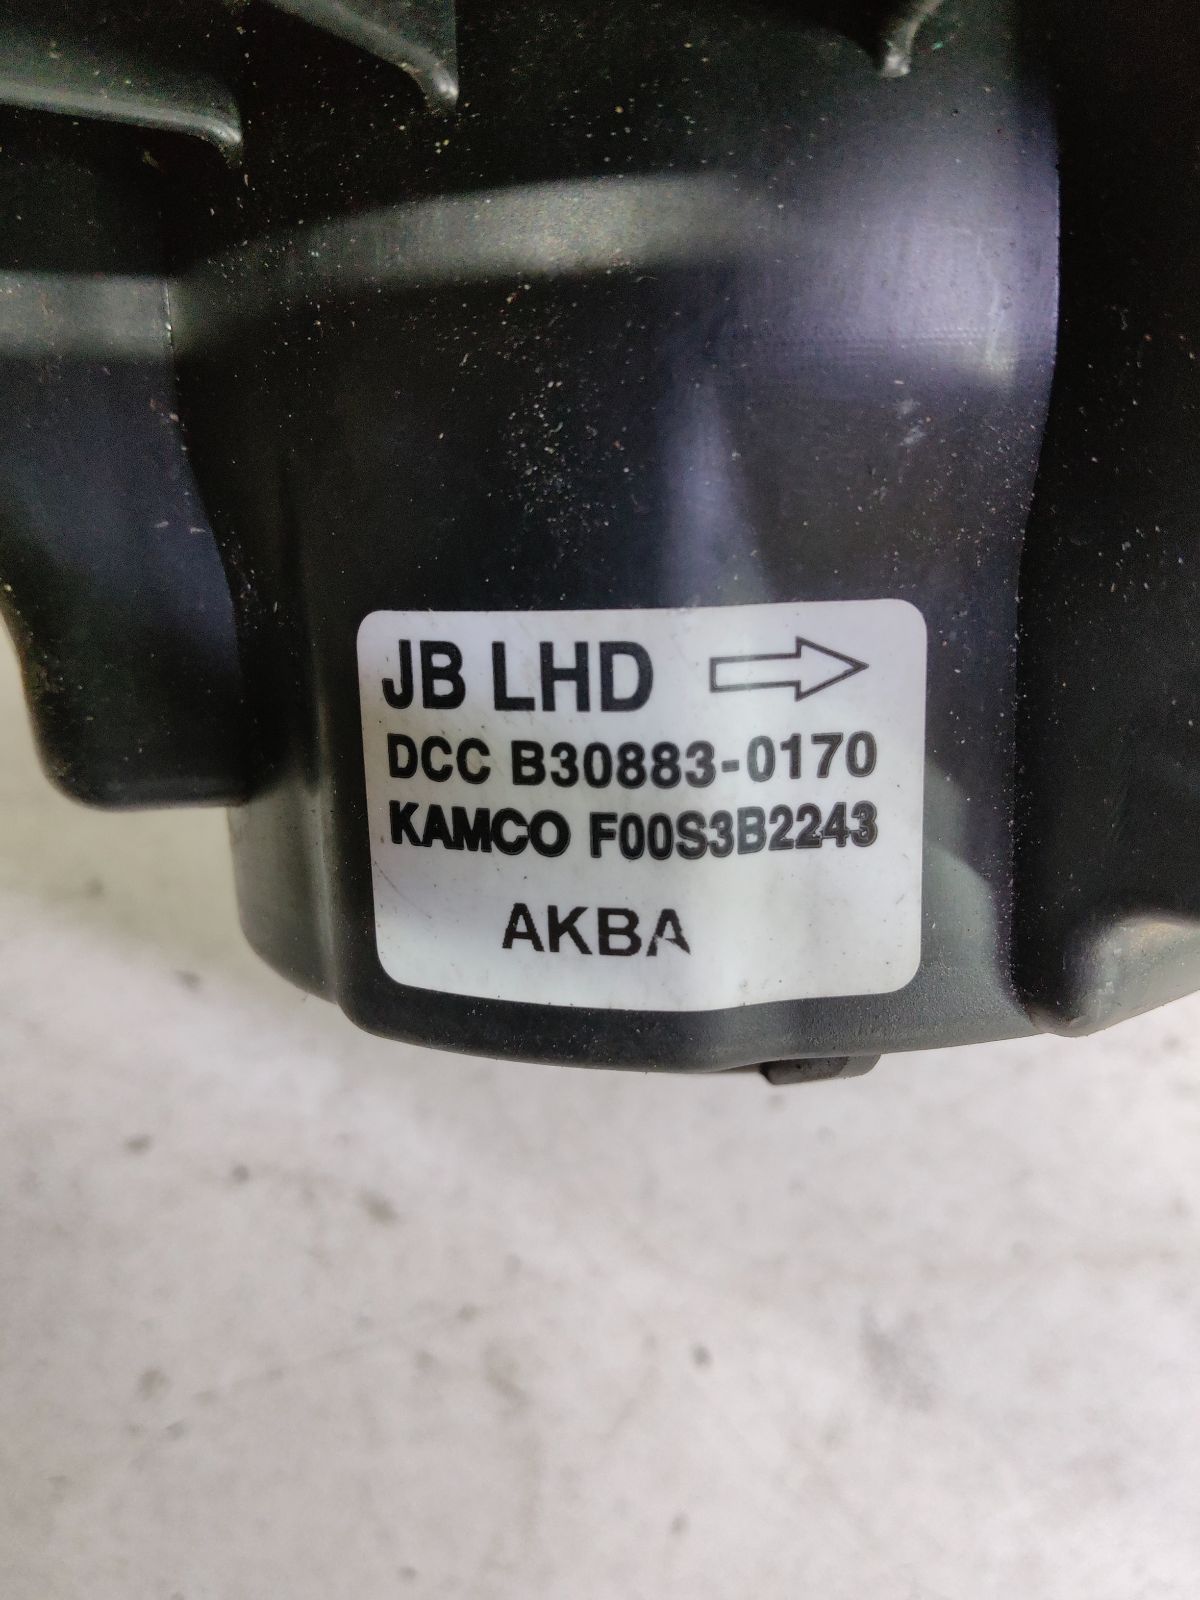 JB LHD
DCC B30883-0170
KAMCO F00S3B2243
AKBA